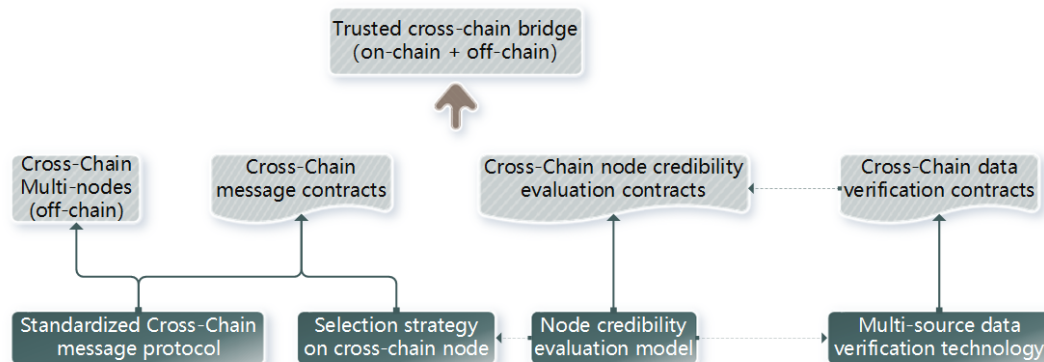 Trusted cross-chain bridge
(on-chain + off-chain)
Cross-Chain
Multi-nodes
(off-chain)
Cross-Chain
message contracts
Cross-Chain node credibility
evaluation contracts
Cross-Chain data
verification contracts
Standardized Cross-Chain
message protocol
Selection strategy
on cross-chain node
Node credibility
evaluation model
Multi-source data
verification technology